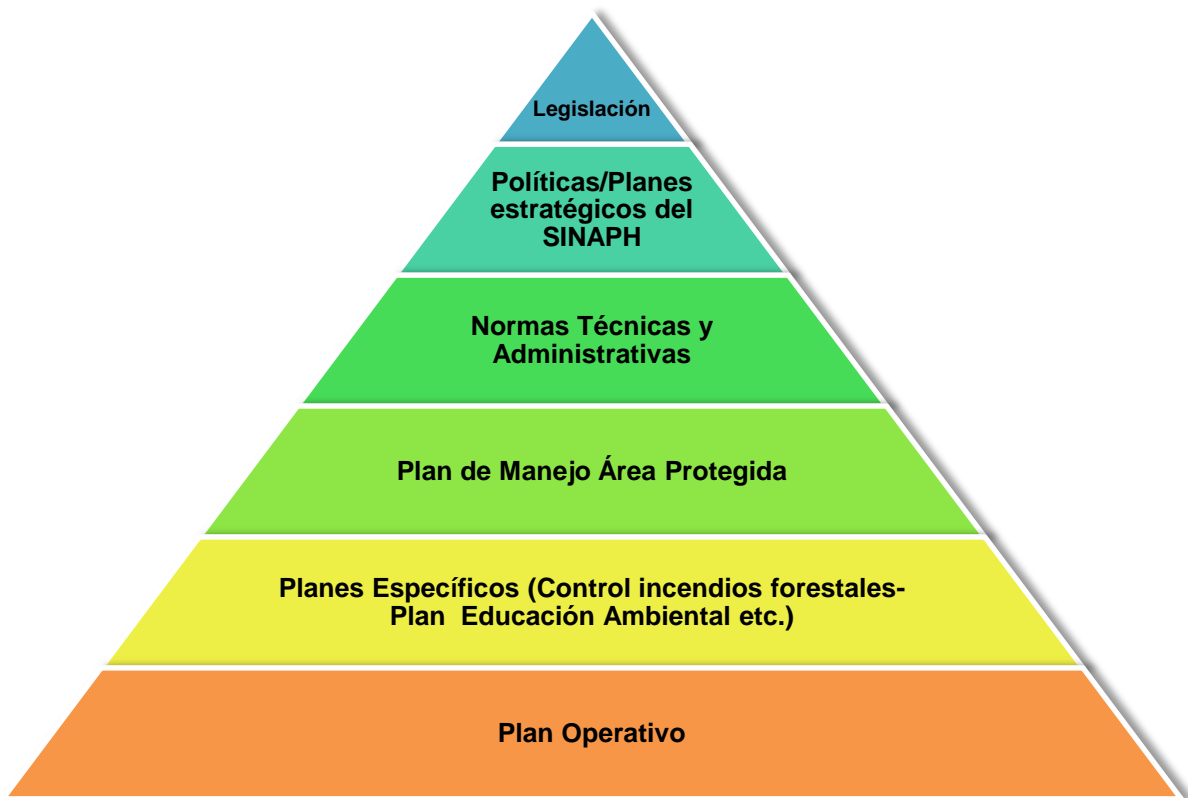 Legislación
Políticas/Planes
estratégicos del
SINAPH
Normas Técnicas y
Administrativas
Plan de Manejo Área Protegida
Planes Específicos (Control incendios forestales-
Plan  Educación Ambiental etc.)
Plan Operativo